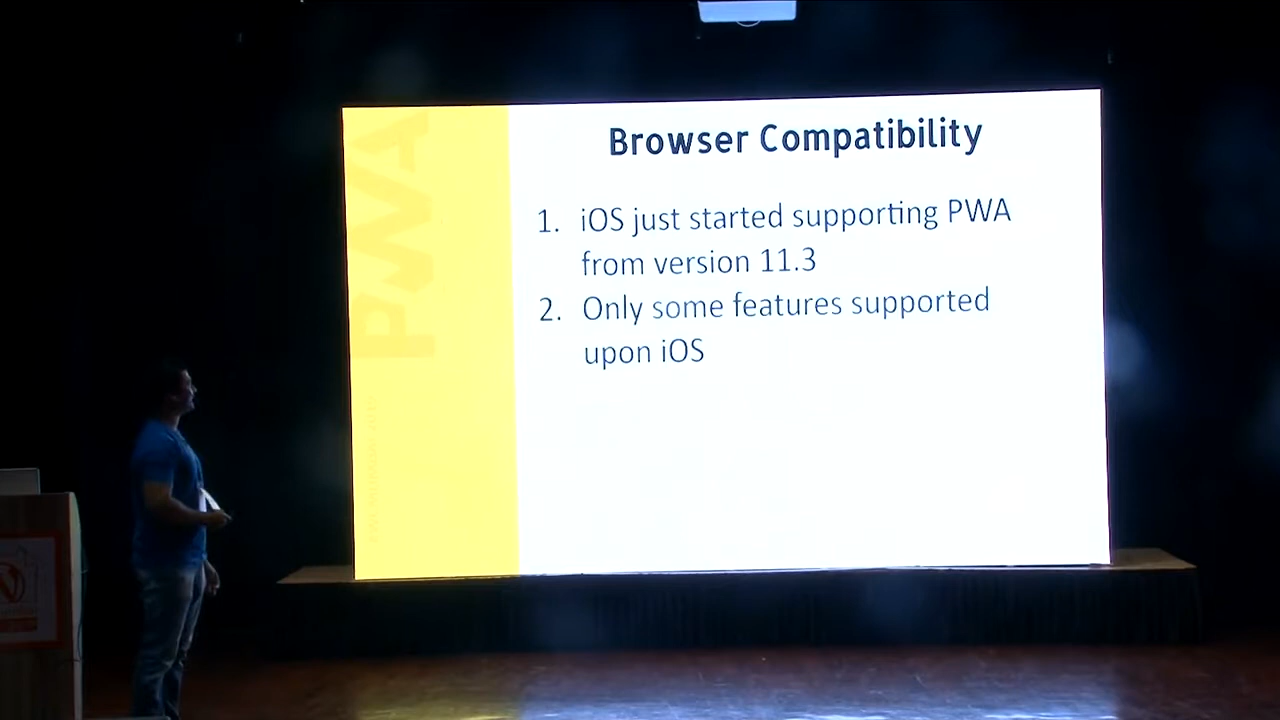 PWA
Browser Compatibility
1. iOS just started supporting PWA
from version 11.3
2. Only some features supported
upon iOS